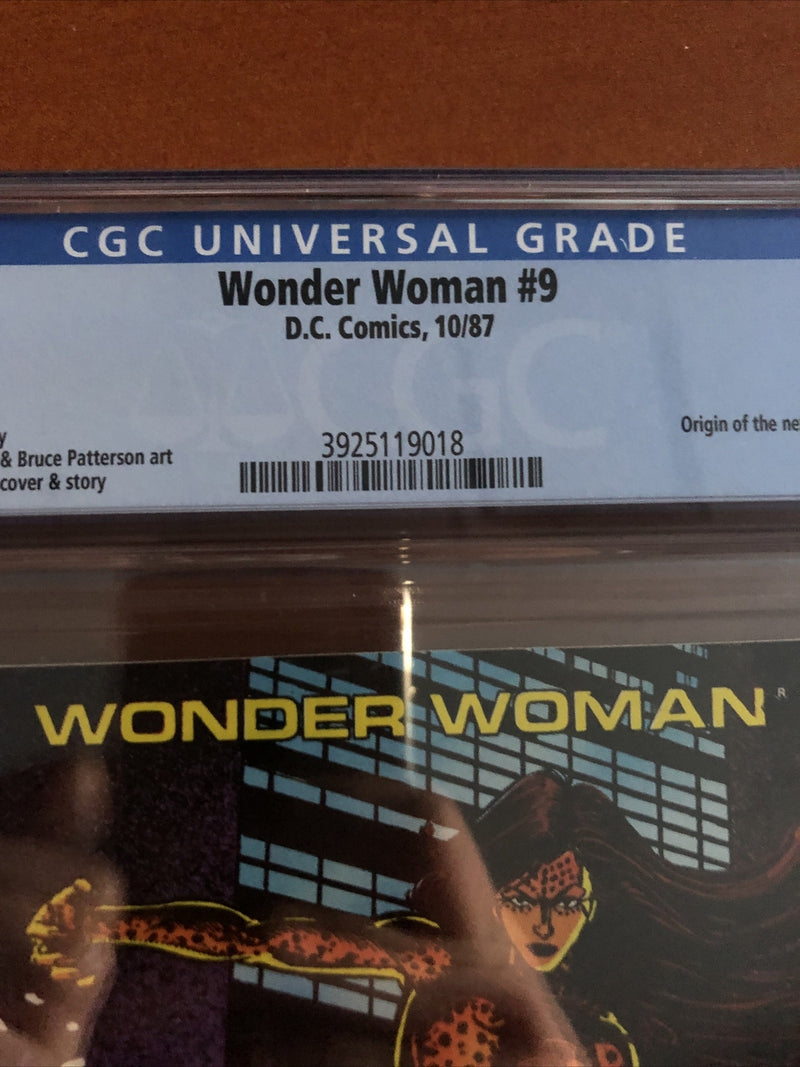 CGC UNIVERSAL GRADE
Wonder Woman #9
D.C. Comics, 10/87
CGC
& Bruce Patterson art
cover & story
3925119018
Origin of the
WONDER WOMAN
R